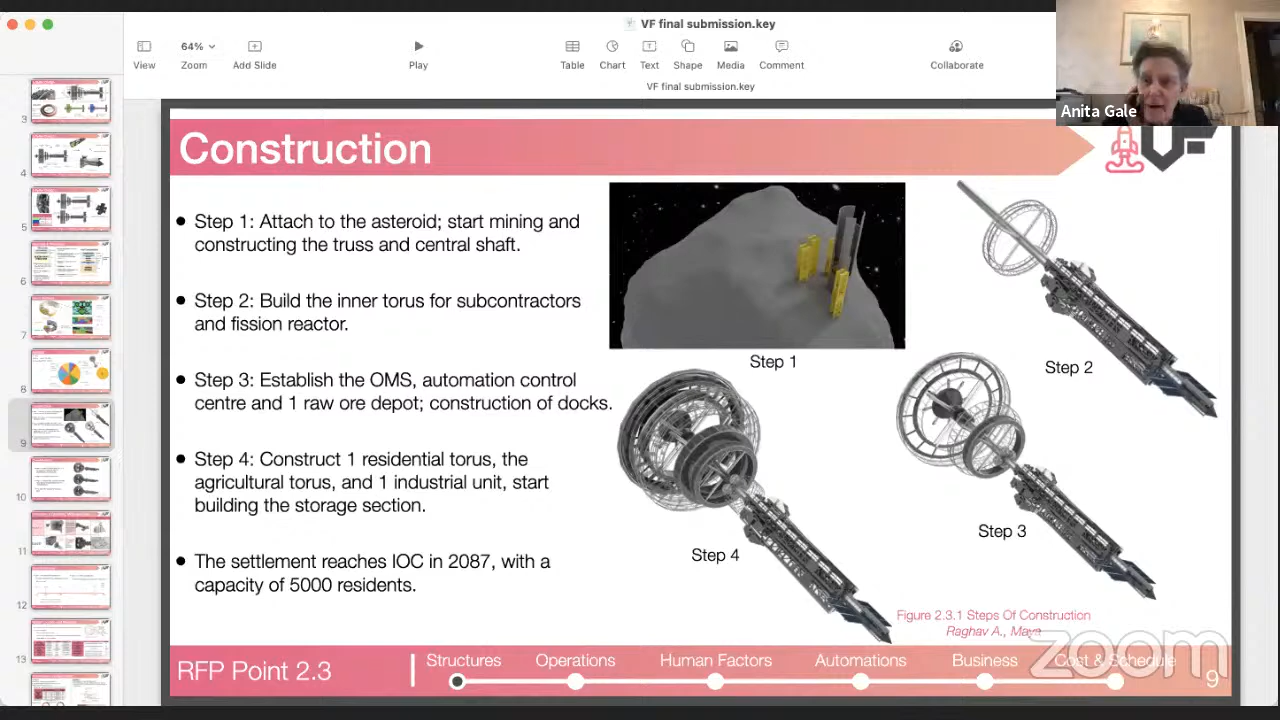 VF final submission.key
64%
View
Zoom
Add Slide
Play
Table
Chart
Text
Shape
Media
Comment
Collaborate
VF final submission.key
Anita Gale
3
4
5
6
7
8
9
10
11
12
13
Construction
VF
• Step 1: Attach to the asteroid; start mining and
constructing the truss and central shaft.
• Step 2: Build the inner torus for subcontractors
and fission reactor.
• Step 3: Establish the OMS, automation control
centre and 1 raw ore depot; construction of docks.
• Step 4: Construct 1 residential torus, the
agricultural torus, and 1 industrial unit, start
building the storage section.
• The settlement reaches IOC in 2087, with a
capacity of 5000 residents.
Step 1
Step 2
Step 3
Step 4
Figure 2.3.1 Steps Of Construction
Raghav A., Maya
zoom
RFP Point 2.3
Structures
Operations
Human Factors
Automations
Business
Cost & Schedule
9